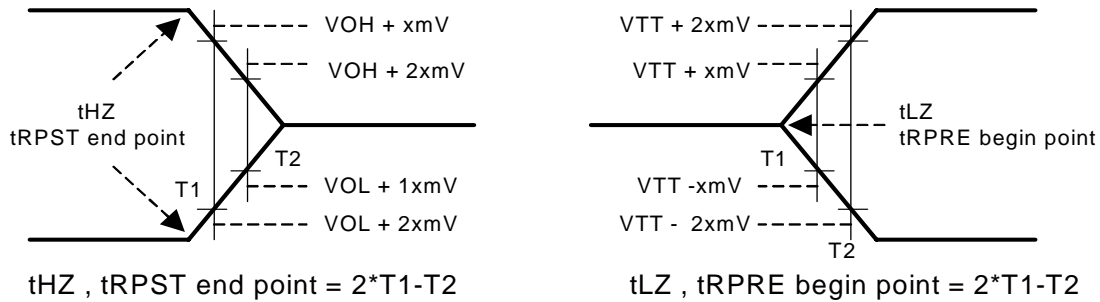 VOH + xmV
VOH + 2xmV
tHZ
tRPST end point
T1
T2
VOL + 1xmV
VOL + 2xmV
tHZ , tRPST end point = 2*T1-T2
VTT + 2xmV
VTT + xmV
tLZ
tRPRE begin point
T1
VTT -xmV
VTT - 2xmV
T2
tLZ , tRPRE begin point = 2*T1-T2